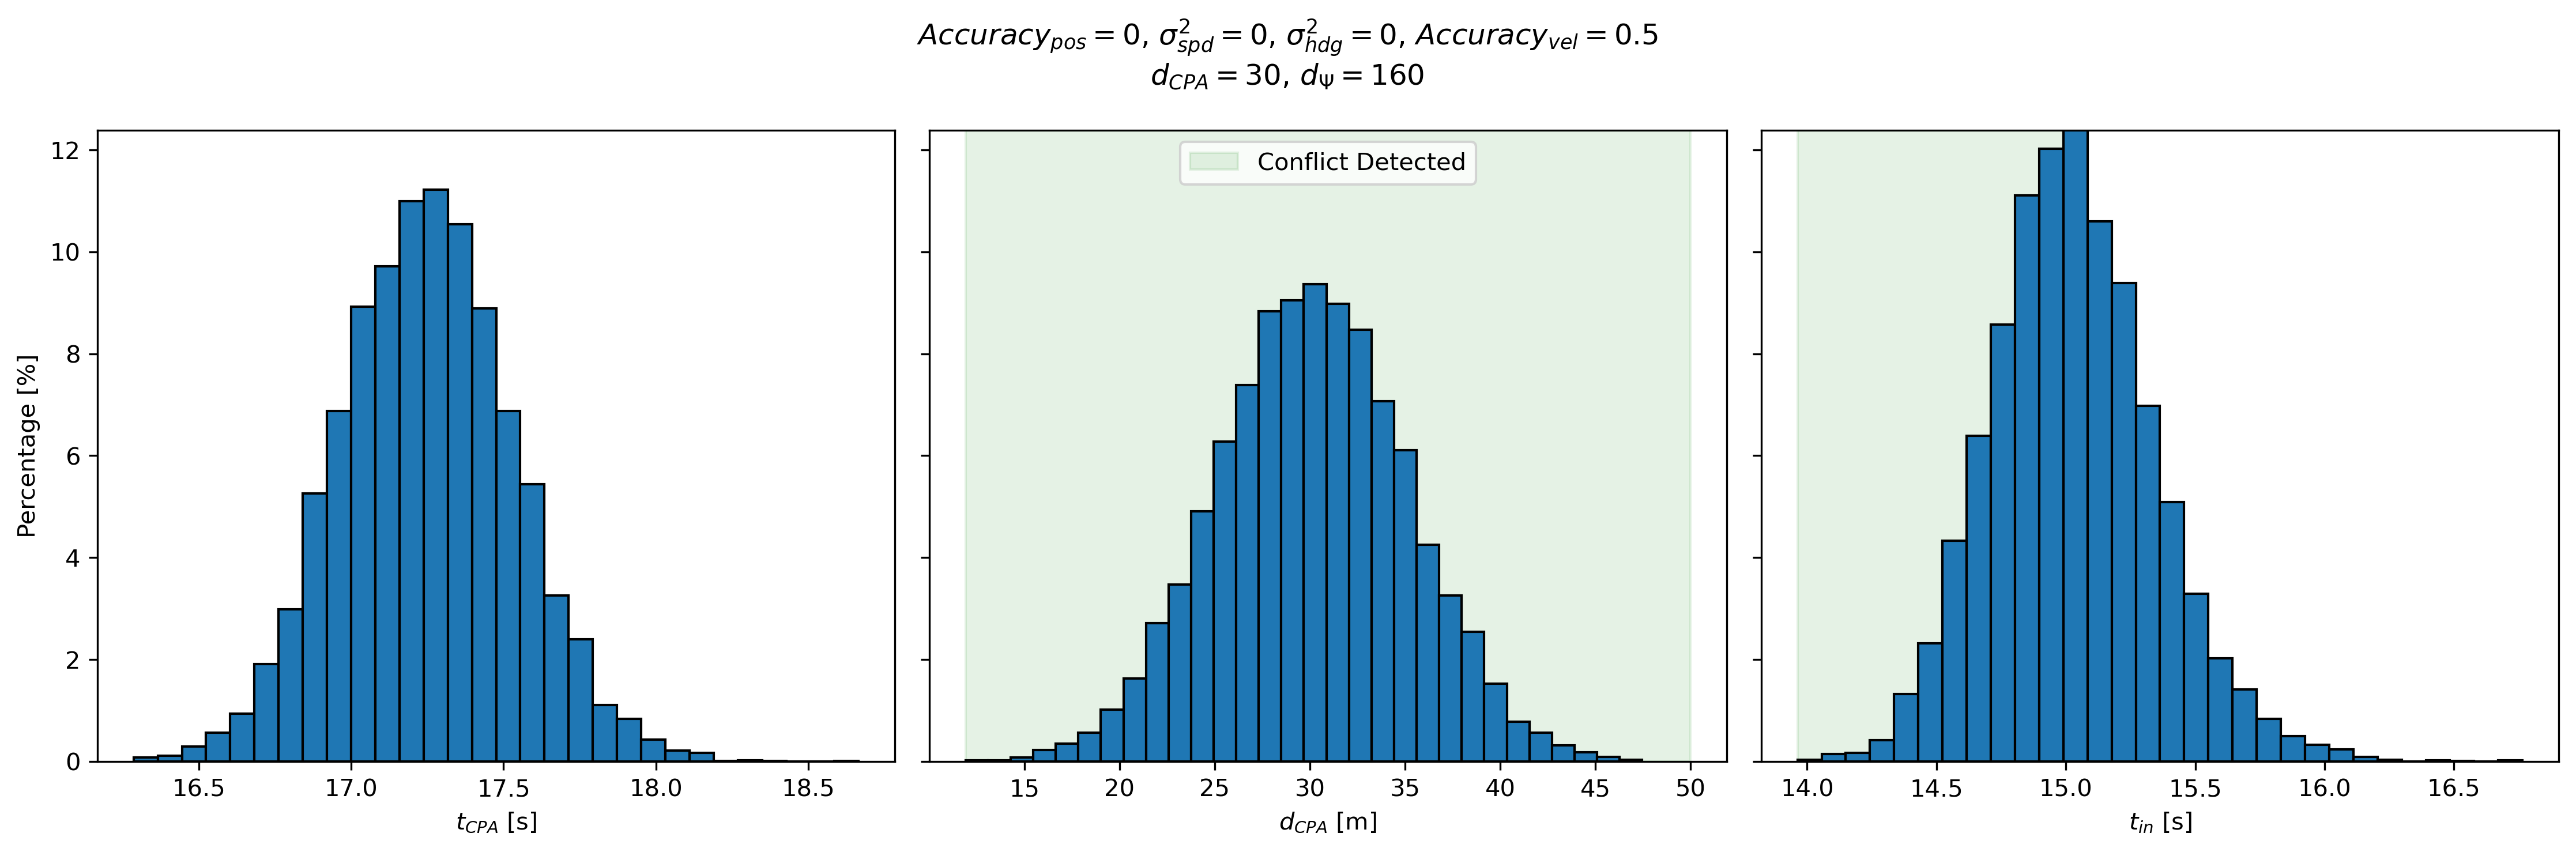 Accuracy_pos = 0, σ²_spd = 0, σ²_hdg = 0, Accuracy_vel = 0.5
d_CPA = 30, d_Ψ = 160
Percentage [%]
12
10
8
6
4
2
0
16.5 17.0 17.5 18.0 18.5
t_CPA [s]
Conflict Detected
15 20 25 30 35 40 45 50
d_CPA [m]
14.0 14.5 15.0 15.5 16.0 16.5
t_in [s]